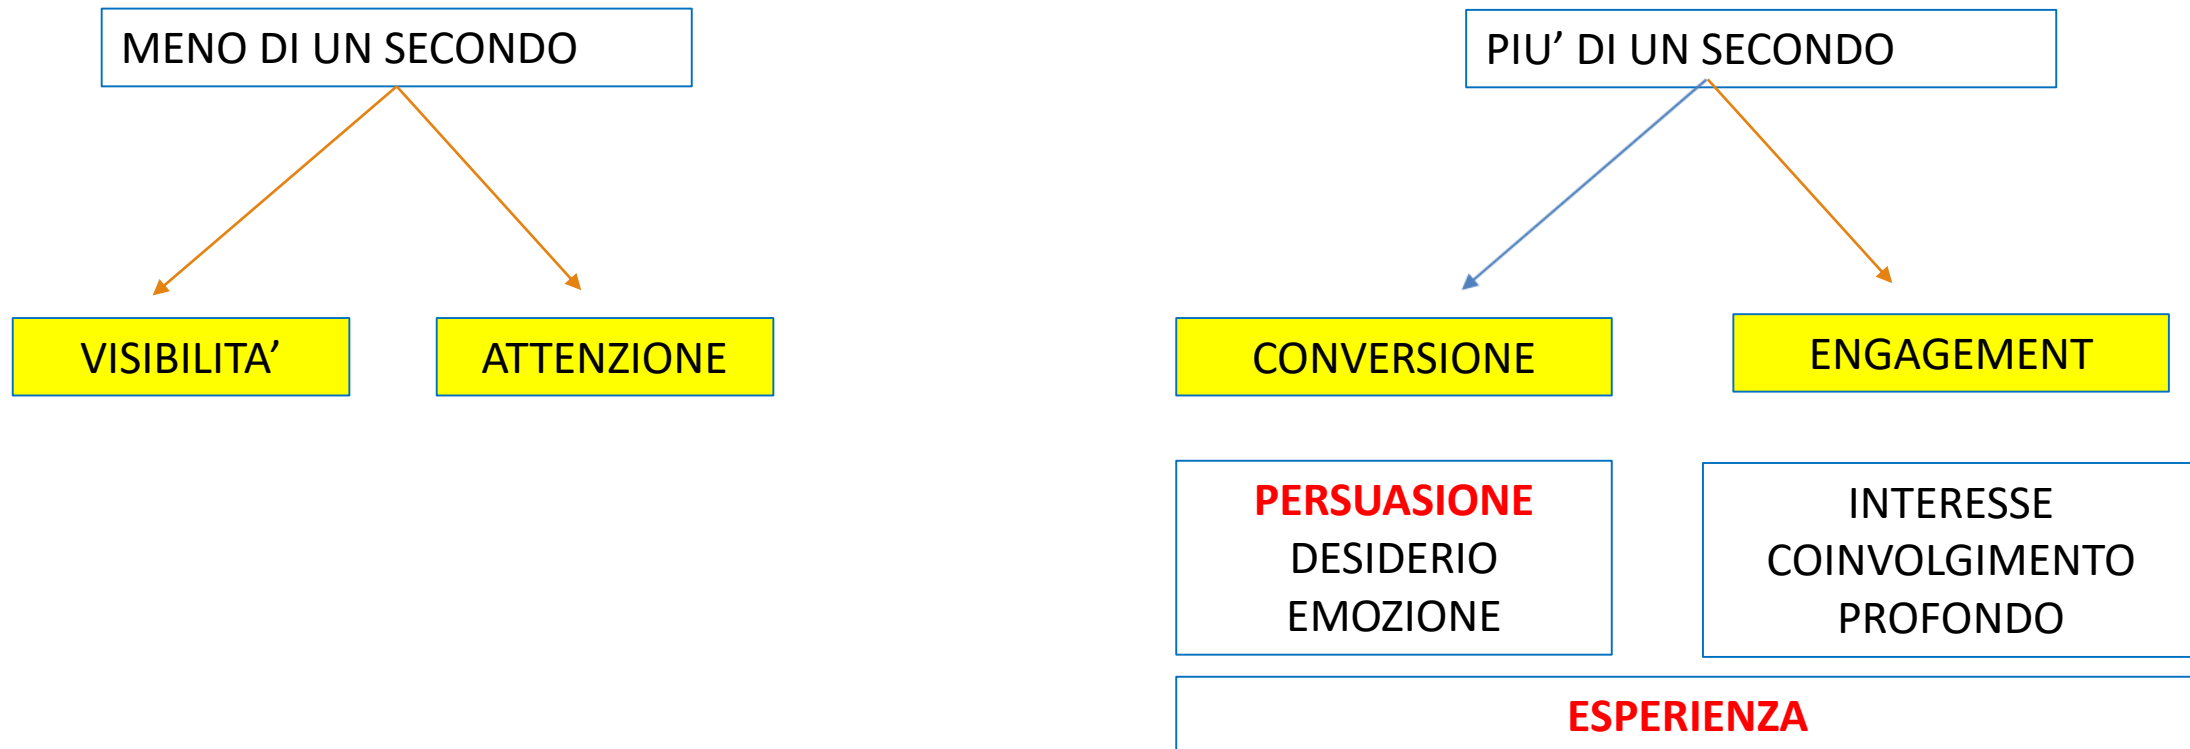 MENO DI UN SECONDO
PIU’ DI UN SECONDO
VISIBILITA’
ATTENZIONE
CONVERSIONE
ENGAGEMENT
PERSUASIONE
DESIDERIO
EMOZIONE
INTERESSE
COINVOLGIMENTO
PROFONDO
ESPERIENZA